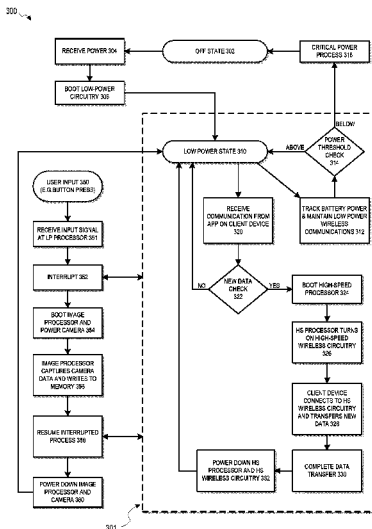 300
RECEIVE POWER 304
OFF STATE 302
CRITICAL POWER PROCESS 316
BOOT LOW-POWER CIRCUITRY 306
BELOW
POWER THRESHOLD CHECK 314
ABOVE
LOW POWER STATE 310
USER INPUT 350 (E.G. BUTTON PRESS)
RECEIVE COMMUNICATION FROM APP ON CLIENT DEVICE 320
TRACK BATTERY POWER & MAINTAIN LOW POWER WIRELESS COMMUNICATIONS 312
RECEIVE INPUT SIGNAL AT LP PROCESSOR 351
INTERRUPT 352
NEW DATA CHECK 322
NO
YES
BOOT HIGH-SPEED PROCESSOR 324
BOOT IMAGE PROCESSOR AND POWER CAMERA 354
HS PROCESSOR TURNS ON HIGH-SPEED WIRELESS CIRCUITRY 326
IMAGE PROCESSOR CAPTURES CAMERA DATA AND WRITES TO MEMORY 356
CLIENT DEVICE CONNECTS TO HS WIRELESS CIRCUITRY AND TRANSFERS NEW DATA 328
RESUME INTERRUPTED PROCESS 358
POWER DOWN HS PROCESSOR AND HS WIRELESS CIRCUITRY 332
COMPLETE DATA TRANSFER 330
POWER DOWN IMAGE PROCESSOR AND CAMERA 360
301